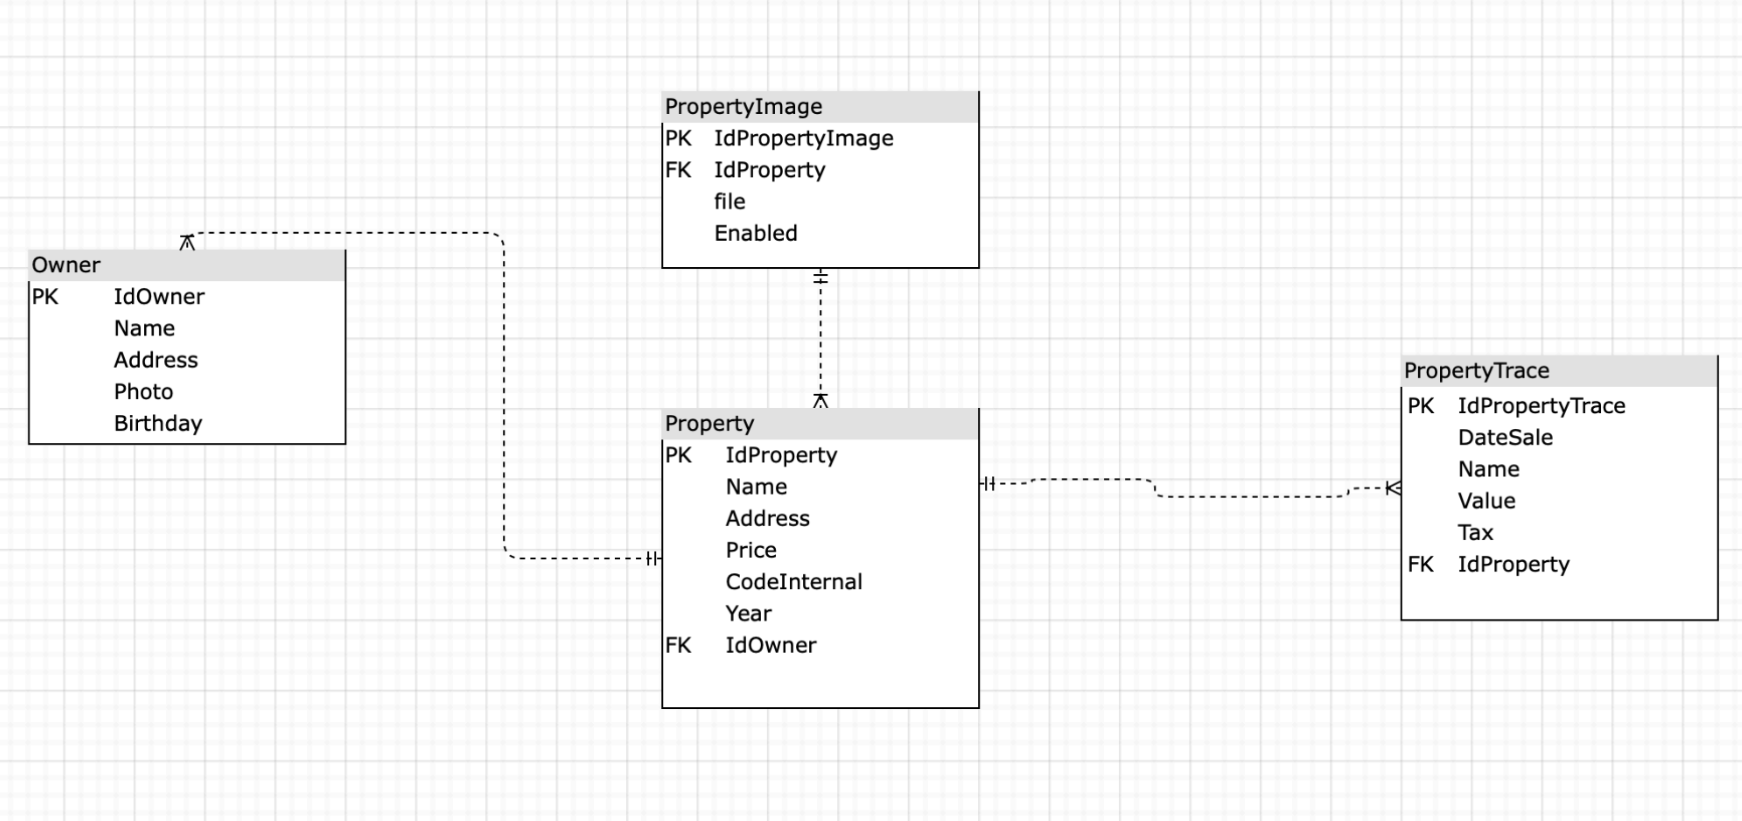 PropertyImage
PK IdPropertyImage
FK IdProperty
file
Enabled
Owner
PK IdOwner
Name
Address
Photo
Birthday
Property
PK IdProperty
Name
Address
Price
CodeInternal
Year
FK IdOwner
PropertyTrace
PK IdPropertyTrace
DateSale
Name
Value
Tax
FK IdProperty